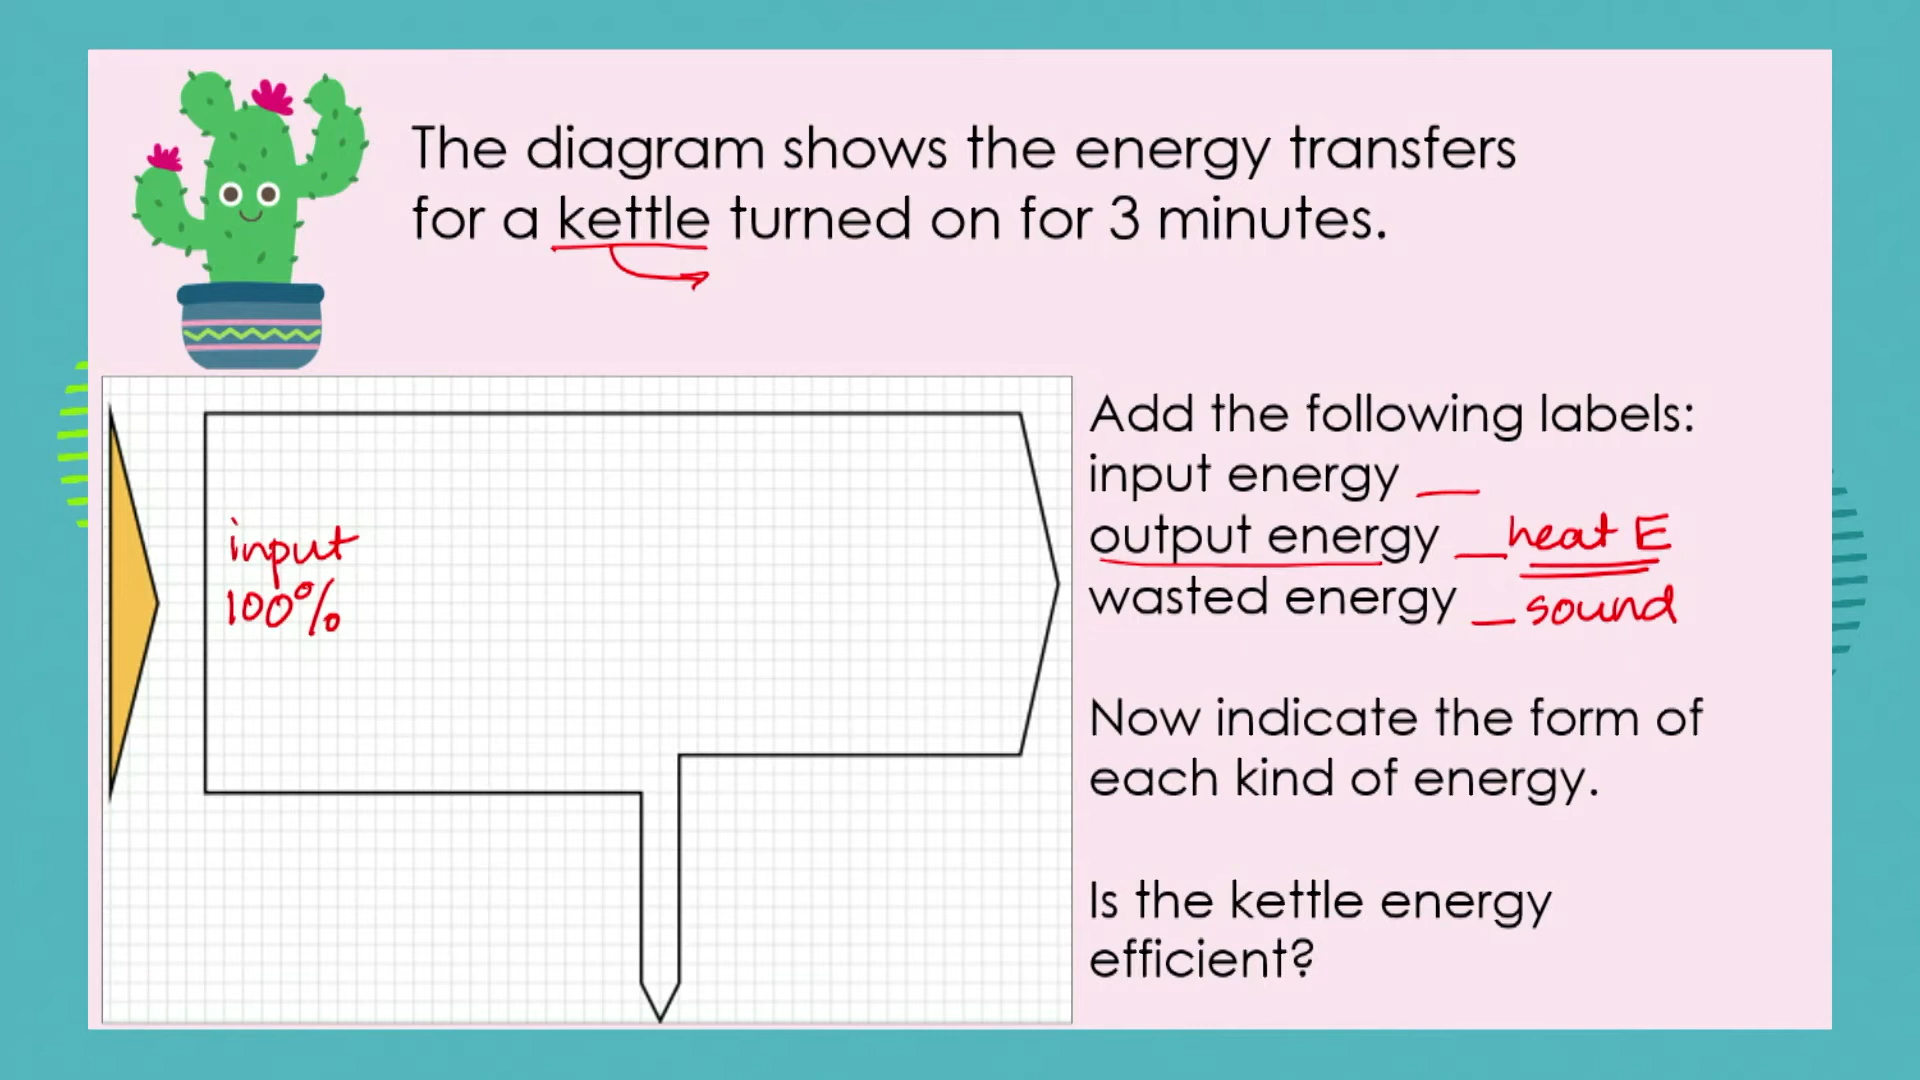 The diagram shows the energy transfers
for a kettle turned on for 3 minutes.
input
100%
Add the following labels:
input energy
output energy heat E
wasted energy sound
Now indicate the form of
each kind of energy.
Is the kettle energy
efficient?